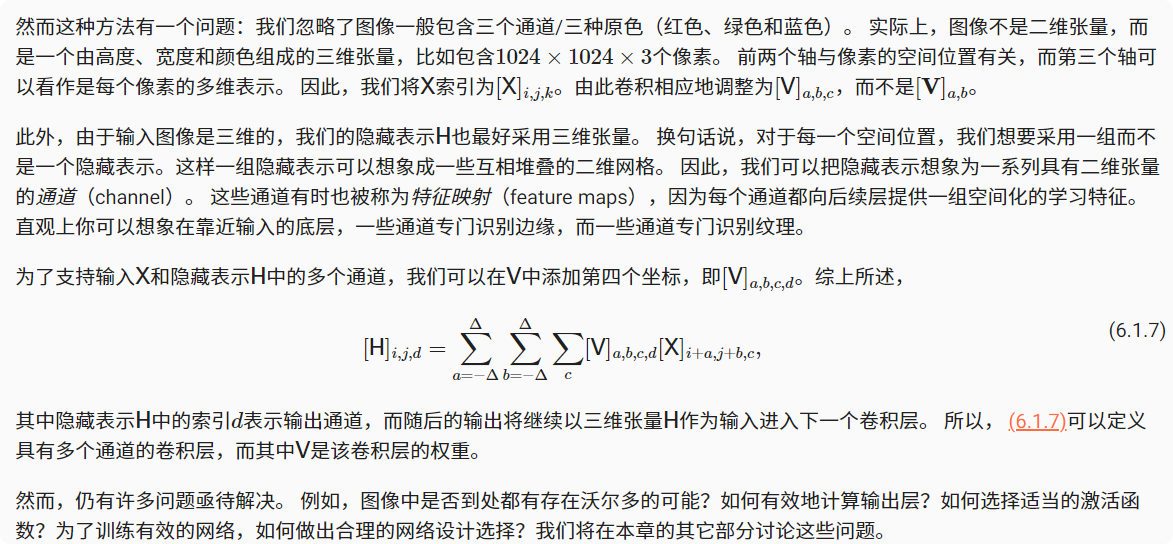 然而这种方法有一个问题：我们忽略了图像一般包含三个通道/三种原色（红色、绿色和蓝色）。 实际上，图像不是二维张量，而
是一个由高度、宽度和颜色组成的三维张量，比如包含1024 × 1024 × 3个像素。 前两个轴与像素的空间位置有关，而第三个轴可
以看作是每个像素的多维表示。 因此，我们将X索引为[X]i,j,k。由此卷积相应地调整为[V]a,b,c，而不是[V]a,b。
此外，由于输入图像是三维的，我们的隐藏表示H也最好采用三维张量。 换句话说，对于每一个空间位置，我们想要采用一组而不
是一个隐藏表示。这样一组隐藏表示可以想象成一些互相堆叠的二维网格。 因此，我们可以把隐藏表示想象为一系列具有二维张量
的通道（channel）。 这些通道有时也被称为特征映射（feature maps），因为每个通道都向后续层提供一组空间化的学习特征。
直观上你可以想象在靠近输入的底层，一些通道专门识别边缘，而一些通道专门识别纹理。
为了支持输入X和隐藏表示H中的多个通道，我们可以在V中添加第四个坐标，即[V]a,b,c,d。综上所述，
[H]i,j,d = ∑_{a=−Δ}^{Δ} ∑_{b=−Δ}^{Δ} ∑_c [V]a,b,c,d[X]i+a,j+b,c, (6.1.7)
其中隐藏表示H中的索引d表示输出通道，而随后的输出将继续以三维张量H作为输入进入下一个卷积层。 所以， (6.1.7)可以定义
具有多个通道的卷积层，而其中V是该卷积层的权重。
然而，仍有许多问题亟待解决。 例如，图像中是否到处都有存在沃尔多的可能？如何有效地计算输出层？如何选择适当的激活函
数？为了训练有效的网络，如何做出合理的网络设计选择？我们将在本章的其它部分讨论这些问题。